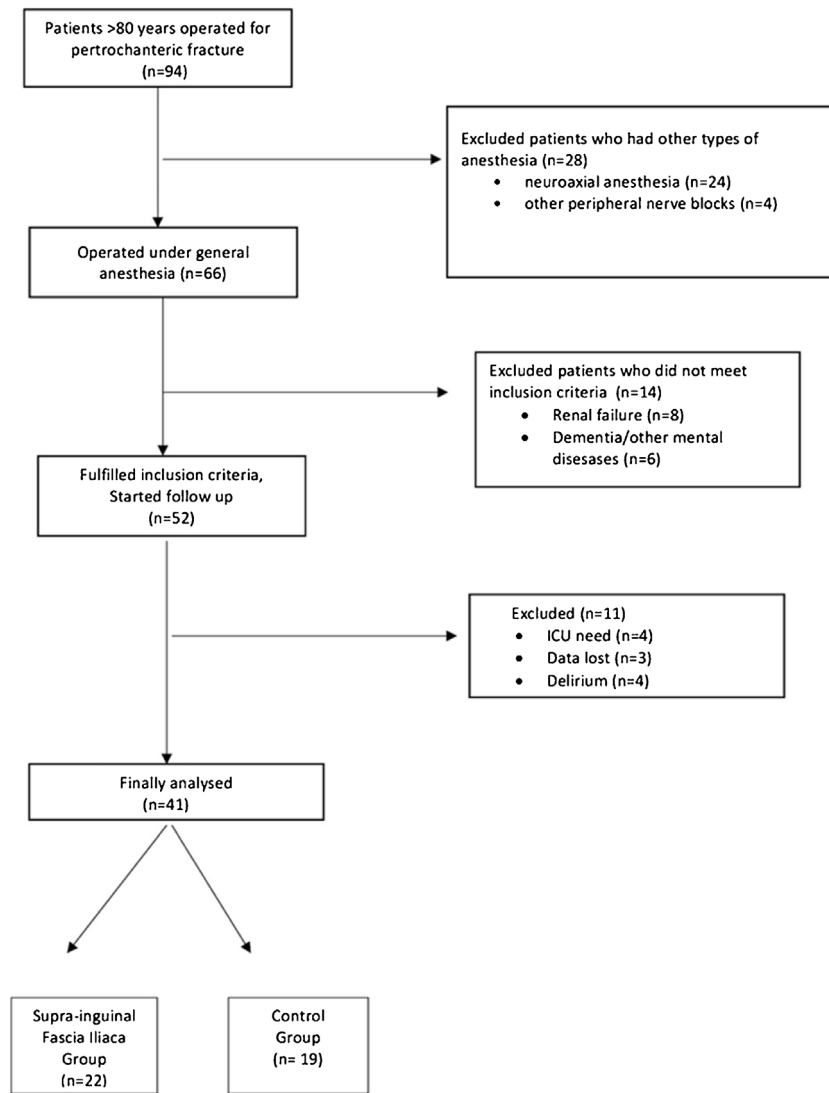 Patients >80 years operated for
pertrochanteric fracture
(n=94)
Excluded patients who had other types of
anesthesia (n=28)
• neuroaxial anesthesia (n=24)
• other peripheral nerve blocks (n=4)
Operated under general
anesthesia (n=66)
Excluded patients who did not meet
inclusion criteria (n=14)
• Renal failure (n=8)
• Dementia/other mental
disesases (n=6)
Fulfilled inclusion criteria,
Started follow up
(n=52)
Excluded (n=11)
• ICU need (n=4)
• Data lost (n=3)
• Delirium (n=4)
Finally analysed
(n=41)
Supra-inguinal
Fascia Iliaca
Group
(n=22)
Control
Group
(n= 19)